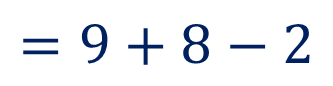 = 9 + 8 − 2